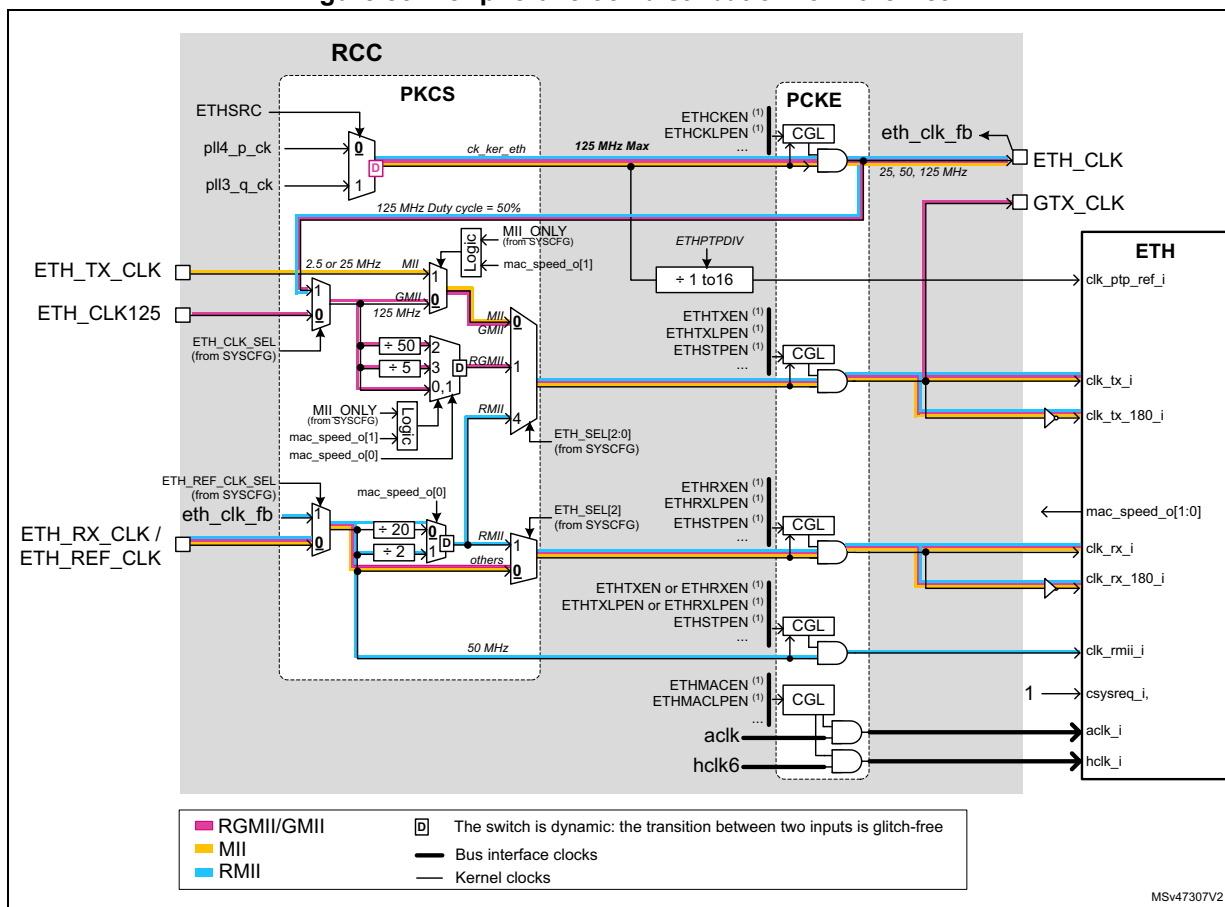 RCC
PKCS
PCKE
ETHSRC
pll4_p_ck
pll3_q_ck
0
1
D
ck_ker_eth
125 MHz Max
ETHCKEN (1)
ETHCKLPEN (1)
...
CGL
eth_clk_fb
ETH_CLK
25, 50, 125 MHz
GTX_CLK
125 MHz Duty cycle = 50%
MII_ONLY
(from SYSCFG)
mac_speed_o[1]
Logic
ETHPTPDIV
÷ 1 to16
ETH
clk_ptp_ref_i
ETH_TX_CLK
2.5 or 25 MHz
MII
1
0
GMII
125 MHz
ETH_CLK125
1
0
ETH_CLK_SEL
(from SYSCFG)
÷ 50
÷ 5
2
3
0,1
D
RGMII
MII
GMII
0
1
4
RMII
MII_ONLY
(from SYSCFG)
mac_speed_o[1]
Logic
mac_speed_o[0]
ETH_SEL[2:0]
(from SYSCFG)
ETHTXEN (1)
ETHTXLPEN (1)
ETHSTPEN (1)
...
CGL
clk_tx_i
clk_tx_180_i
ETH_REF_CLK_SEL
(from SYSCFG)
eth_clk_fb
ETH_RX_CLK /
ETH_REF_CLK
1
0
mac_speed_o[0]
÷ 20
÷ 2
0
1
D
RMII
others
1
0
ETH_SEL[2]
(from SYSCFG)
ETHRXEN (1)
ETHRXLPEN (1)
ETHSTPEN (1)
...
CGL
mac_speed_o[1:0]
clk_rx_i
clk_rx_180_i
ETHTXEN or ETHRXEN (1)
ETHTXLPEN or ETHRXLPEN (1)
ETHSTPEN (1)
...
CGL
50 MHz
clk_rmii_i
ETHMACEN (1)
ETHMACLPEN (1)
...
CGL
1
csysreq_i,
aclk
aclk_i
hclk6
hclk_i
RGMII/GMII
MII
RMII
D The switch is dynamic: the transition between two inputs is glitch-free
Bus interface clocks
Kernel clocks
MSv47307V2